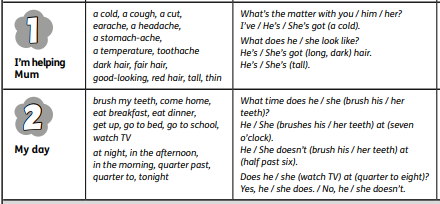 1
I'm helping
Mum
a cold, a cough, a cut,
earache, a headache,
a stomach-ache,
a temperature, toothache
dark hair, fair hair,
good-looking, red hair, tall, thin
What's the matter with you / him / her?
I've / He's / She's got (a cold).
What does he / she look like?
He's / She's got (long, dark) hair.
He's / She's (tall).
2
My day
brush my teeth, come home,
eat breakfast, eat dinner,
get up, go to bed, go to school,
watch TV
at night, in the afternoon,
in the morning, quarter past,
quarter to, tonight
What time does he / she (brush his / her
teeth)?
He / She (brushes his / her teeth) at (seven
o'clock).
He / She doesn't (brush his / her teeth) at
(half past six).
Does he / she (watch TV) at (quarter to eight)?
Yes, he / she does. / No, he / she doesn't.